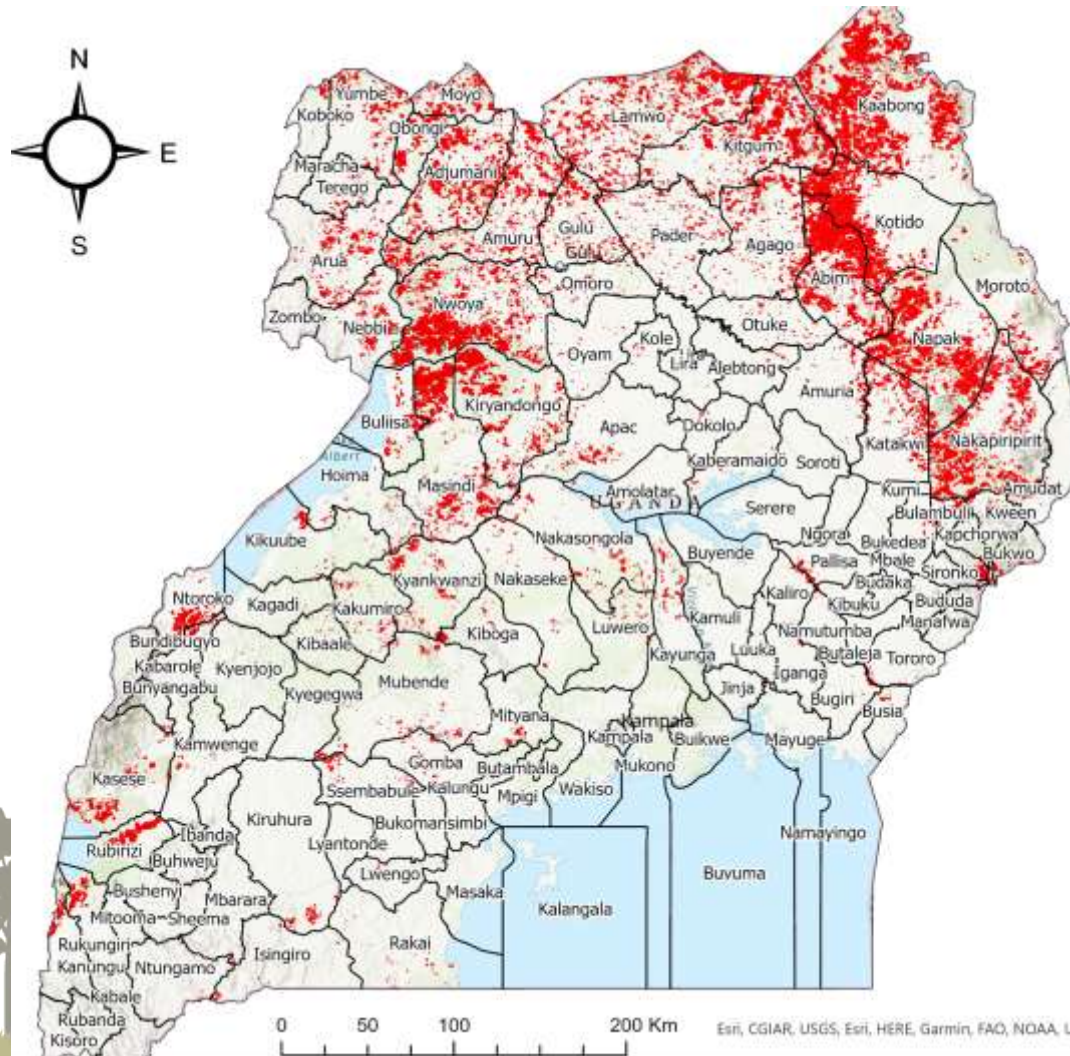 N
E
S
Yumbe
Moyo
Koboko
Obongi
Lamwo
Kaabong
Kitgum
Maracha
Adjumani
Terego
Kotido
Gulu
Amuru
Pader
Agago
Gulu
Arua
Abim
Moroto
Omoro
Nwoya
Zombo
Nebbi
Otuke
Napak
Kole
Oyam
Lira
Alebtong
Amuria
Kiryandongo
Buliisa
Apac
Dokolo
Katakwi
Nakapiripirit
Albert
Kaberamaido
Soroti
Hoima
Masindi
Amolatar
Kumi
Amudat
UGANDA
Serere
Bulambuli
Kween
Kikuube
Nakasongola
Ngora
Kapchorwa
Bukedea
Buyende
Pallisa
Mbale
Bukwo
Kyankwanzi
Nakaseke
Sironko
Ntoroko
Kagadi
Kakumiro
Kaliro
Budaka
Kibuku
Bududa
Kamuli
Bundibugyo
Kiboga
Luwero
Manafwa
Kibaale
Namutumba
Kabarole
Kyenjojo
Kayunga
Luuka
Butaleja
Tororo
Iganga
Bunyangabu
Kyegegwa
Mubende
Jinja
Bugiri
Mityana
Busia
Kampala
Kamwenge
Kampala
Buikwe
Mayuge
Gomba
Kasese
Butambala
Mukono
Ssembabule
Kalungu
Mpigi
Wakiso
Kiruhura
Ibanda
Bukomansimbi
Namayingo
Rubirizi
Lyantonde
Buhweju
Lwengo
Buvuma
Bushenyi
Mbarara
Masaka
Kalangala
Mitooma
Sheema
Rukungiri
Isingiro
Rakai
Kanungu
Ntungamo
Kabale
Rubanda
Kisoro
0 50 100 200 Km
Esri, CGIAR, USGS, Esri, HERE, Garmin, FAO, NOAA, U